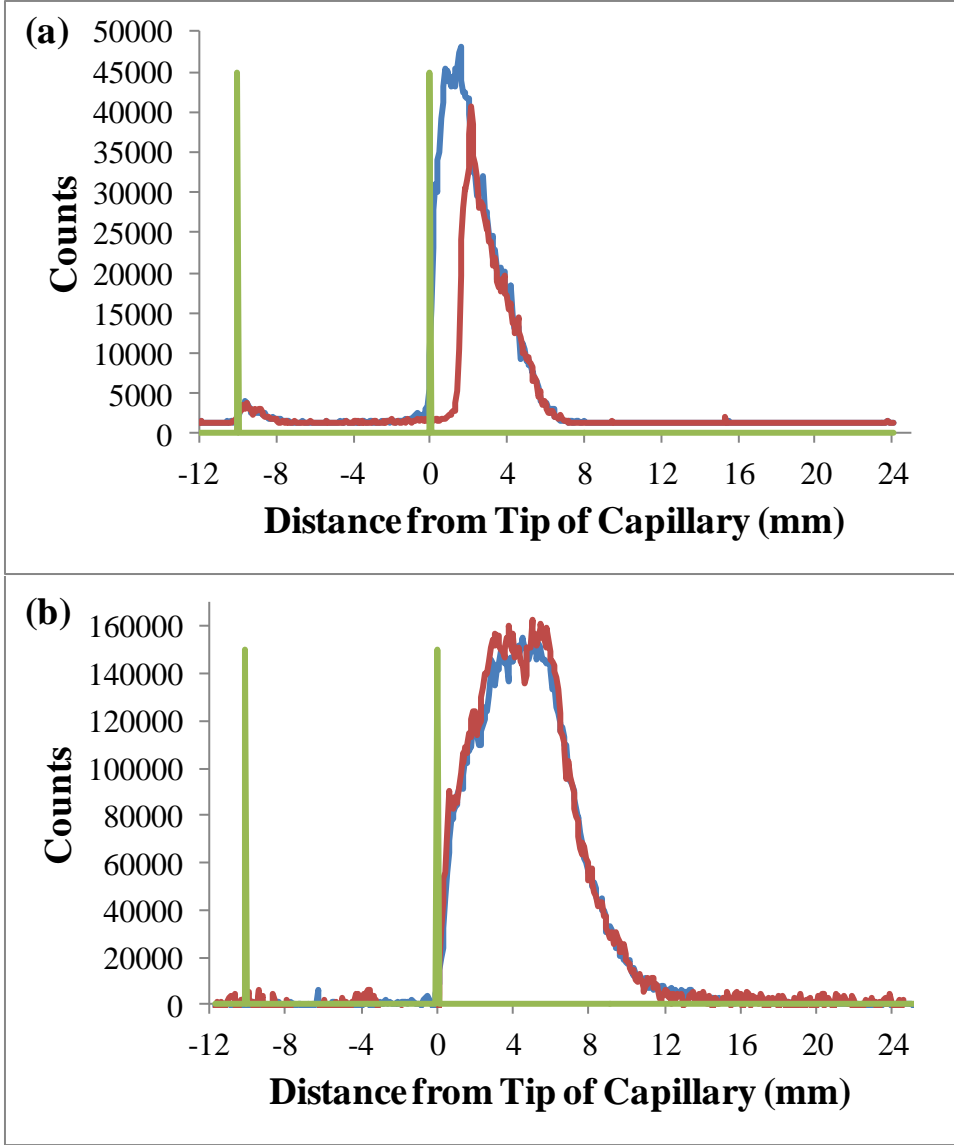 (a)
50000
45000
40000
35000
30000
25000
20000
15000
10000
5000
0
Counts
-12 -8 -4 0 4 8 12 16 20 24
Distance from Tip of Capillary (mm)
(b)
160000
140000
120000
100000
80000
60000
40000
20000
0
Counts
-12 -8 -4 0 4 8 12 16 20 24
Distance from Tip of Capillary (mm)